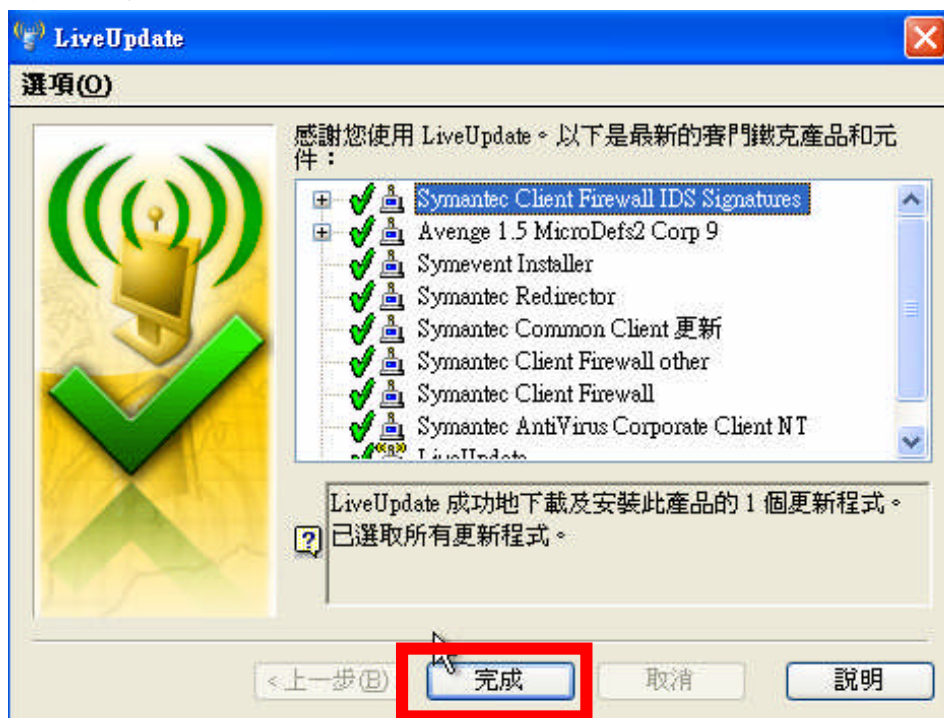 LiveUpdate
選項(O)
感謝您使用 LiveUpdate。以下是最新的賽門鐵克產品和元
件：
Symantec Client Firewall IDS Signatures
Avenge 1.5 MicroDefs2 Corp 9
Symevent Installer
Symantec Redirector
Symantec Common Client 更新
Symantec Client Firewall other
Symantec Client Firewall
Symantec AntiVirus Corporate Client NT
LiveUpdate
LiveUpdate 成功地下載及安裝此產品的 1 個更新程式。
已選取所有更新程式。
<上一步(B) 完成 取消 說明